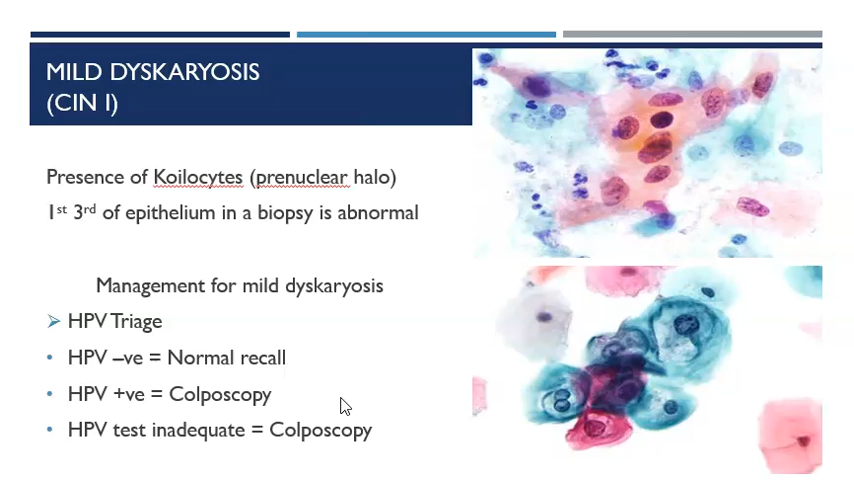 MILD DYSKARYOSIS
(CIN I)
Presence of Koilocytes (prenuclear halo)
1st 3rd of epithelium in a biopsy is abnormal
Management for mild dyskaryosis
➢ HPV Triage
• HPV –ve = Normal recall
• HPV +ve = Colposcopy
• HPV test inadequate = Colposcopy